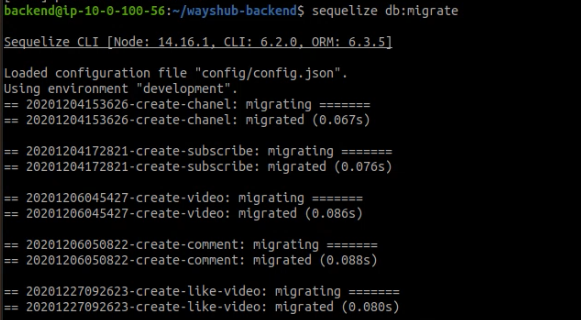 backend@ip-10-0-100-56:~/wayshub-backend$ sequelize db:migrate
Sequelize CLI [Node: 14.16.1, CLI: 6.2.0, ORM: 6.3.5]
Loaded configuration file "config/config.json".
Using environment "development".
== 20201204153626-create-chanel: migrating =======
== 20201204153626-create-chanel: migrated (0.067s)
== 20201204172821-create-subscribe: migrating =======
== 20201204172821-create-subscribe: migrated (0.076s)
== 20201206045427-create-video: migrating =======
== 20201206045427-create-video: migrated (0.086s)
== 20201206050822-create-comment: migrating =======
== 20201206050822-create-comment: migrated (0.088s)
== 20201227092623-create-like-video: migrating =======
== 20201227092623-create-like-video: migrated (0.080s)